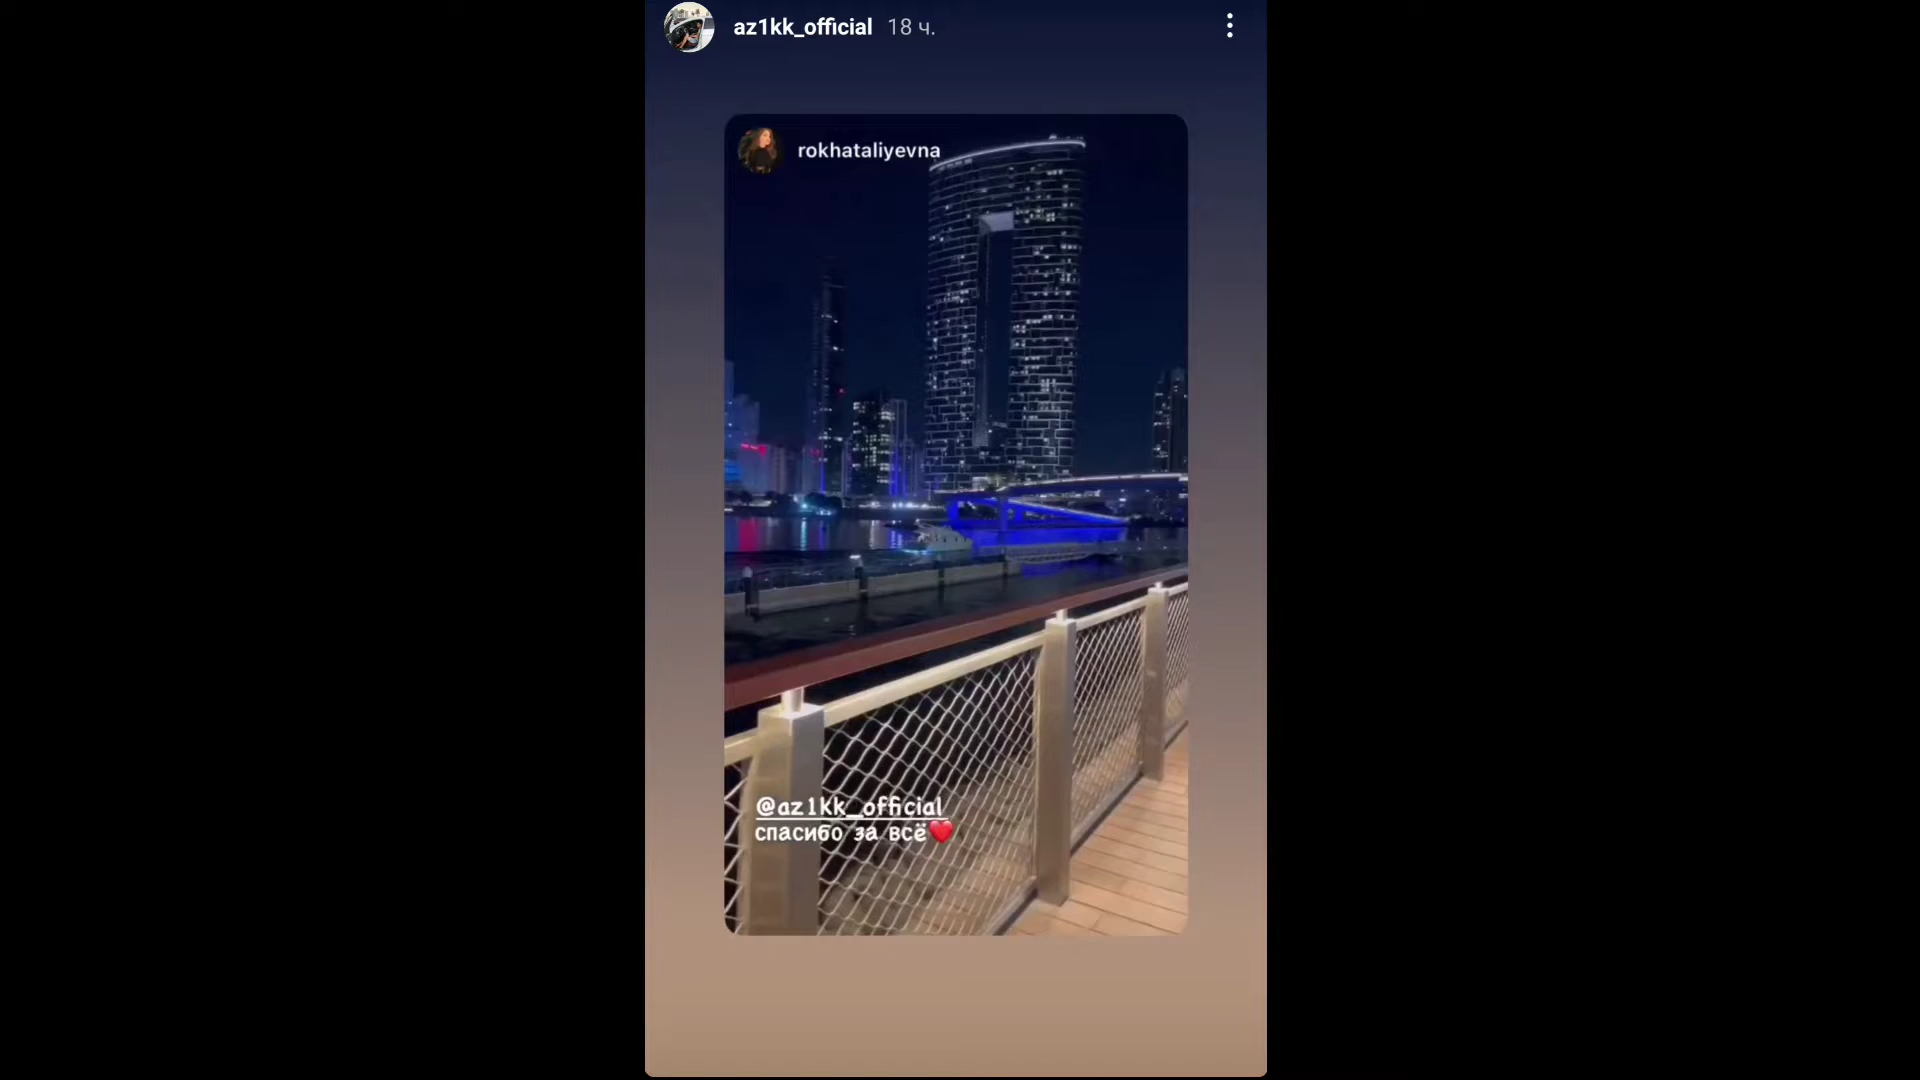 az1kk_official 18 ч.
rokhataliyevna
@az1kk_official
спасибо за всё❤️